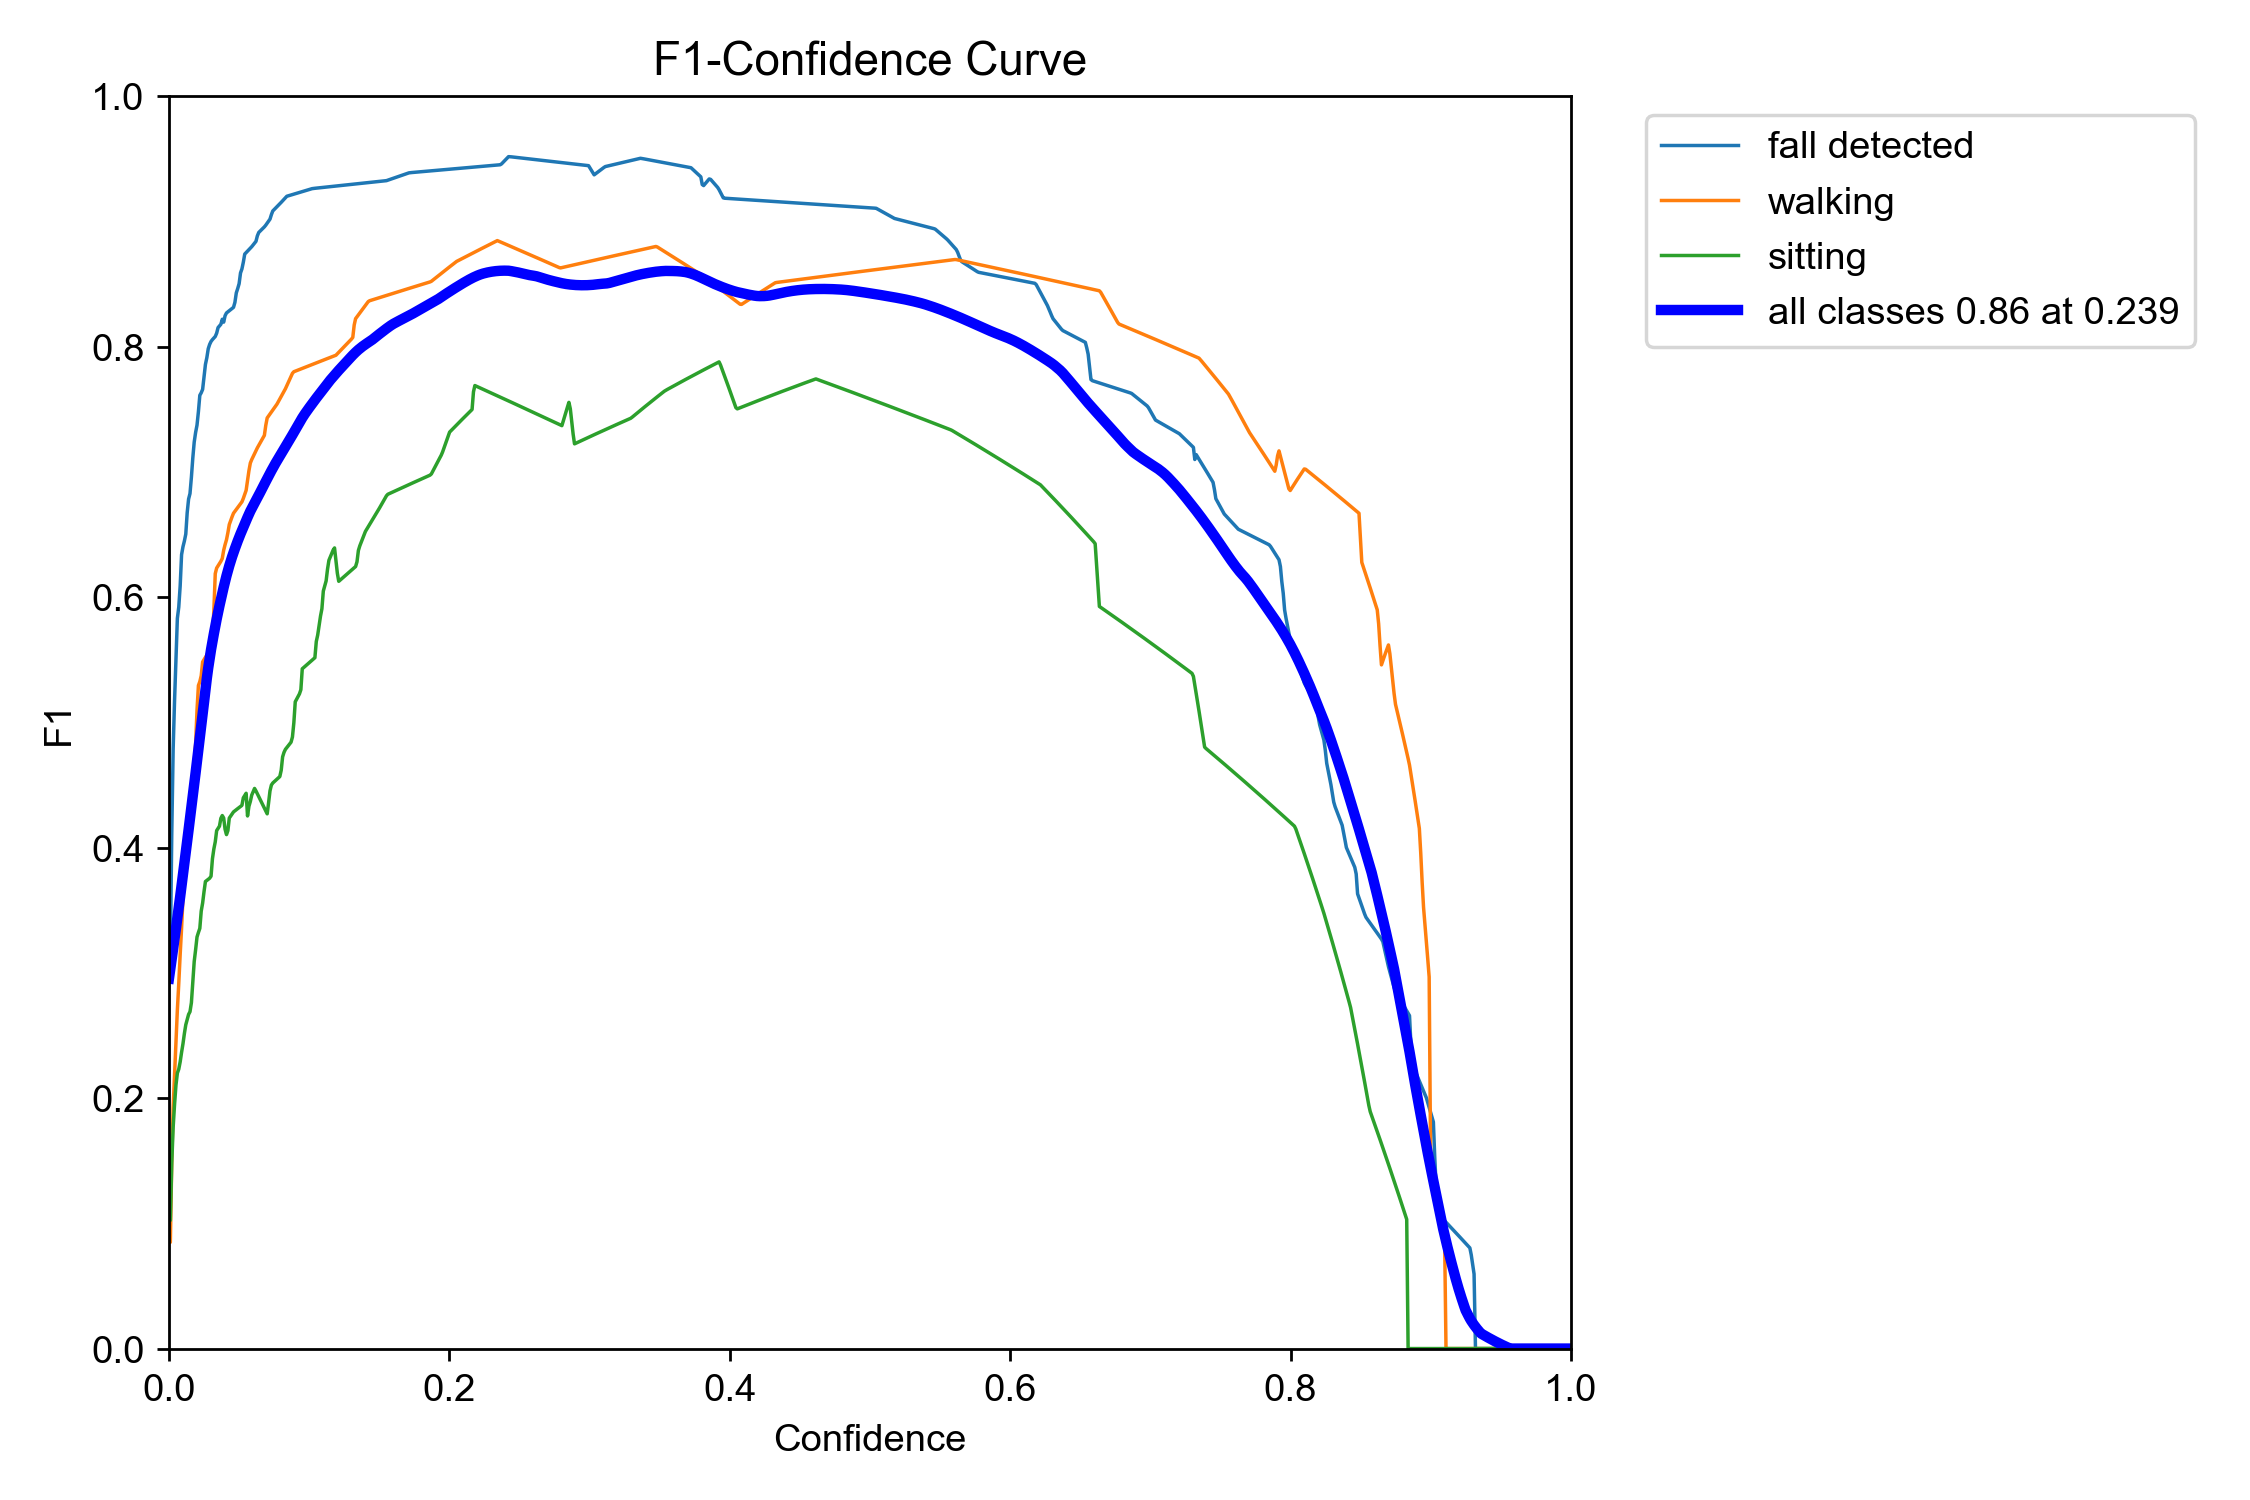 F1-Confidence Curve
1.0
0.8
0.6
0.4
0.2
0.0
F1
0.0 0.2 0.4 0.6 0.8 1.0
Confidence
fall detected
walking
sitting
all classes 0.86 at 0.239